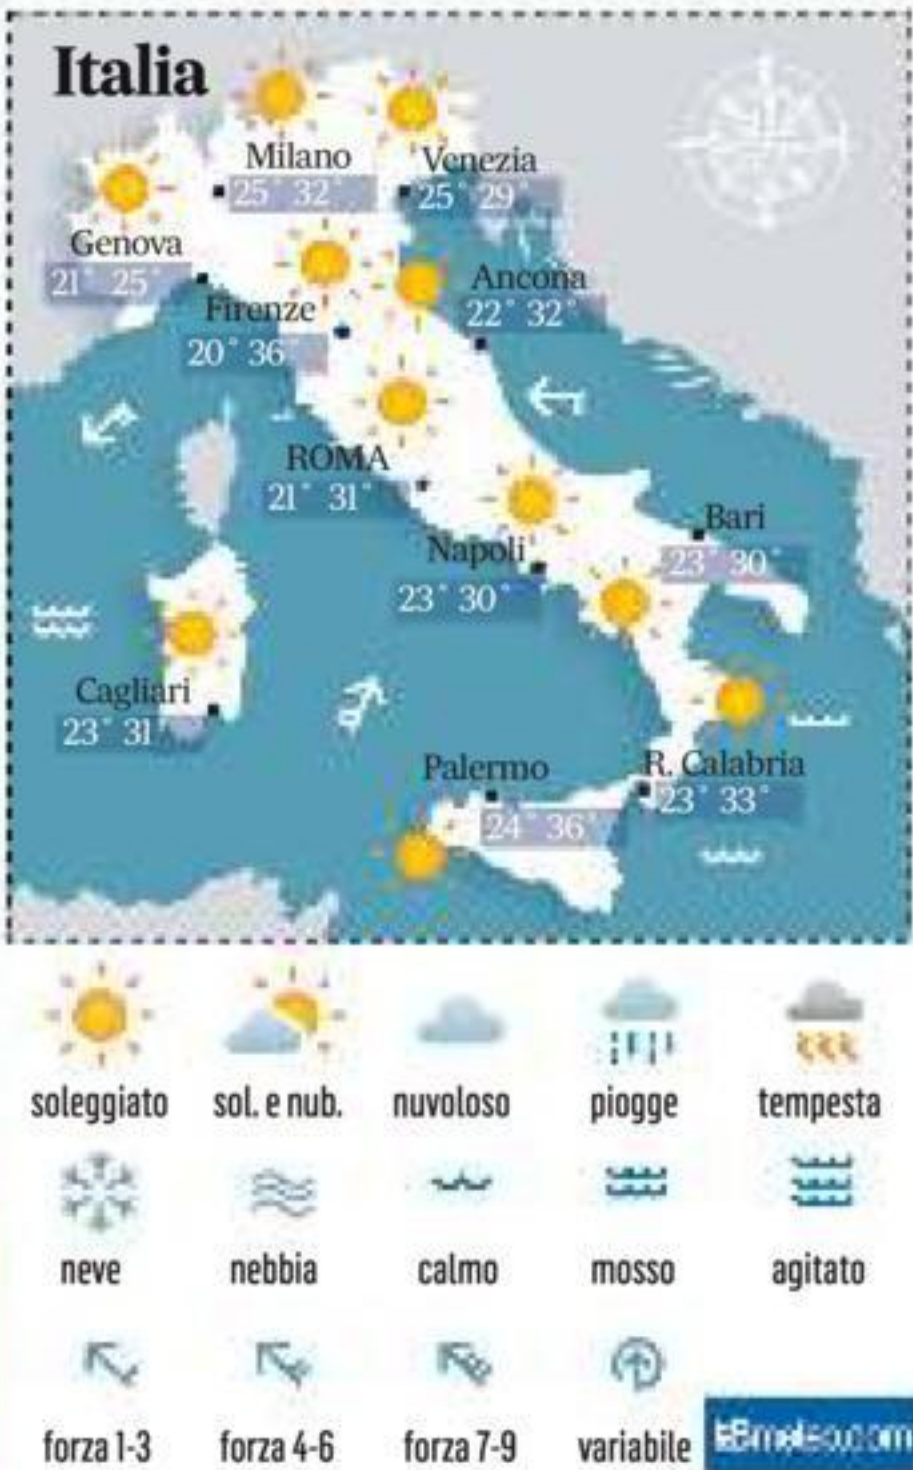 Italia
Milano
25° 32°
Venezia
25° 29°
Genova
21° 25°
Firenze
20° 36°
Ancona
22° 32°
ROMA
21° 31°
Napoli
23° 30°
Bari
23° 30°
Cagliari
23° 31°
Palermo
24° 36°
R. Calabria
23° 33°
soleggiato sol. e nub. nuvoloso piogge tempesta
neve nebbia calmo mosso agitato
forza 1-3 forza 4-6 forza 7-9 variabile